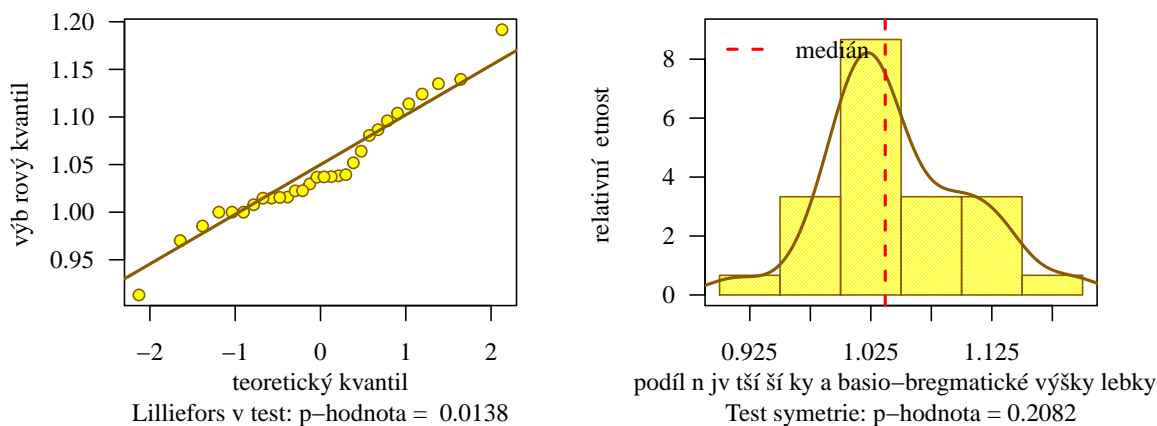 1.20
1.15
1.10
1.05
1.00
0.95
výb rový kvantil
−2 −1 0 1 2
teoretický kvantil
Lilliefors v test: p−hodnota = 0.0138
medián
8
6
4
2
0
relativní etnost
0.925 1.025 1.125
podíl n jv tší ší ky a basio−bregmatické výšky lebky
Test symetrie: p−hodnota = 0.2082